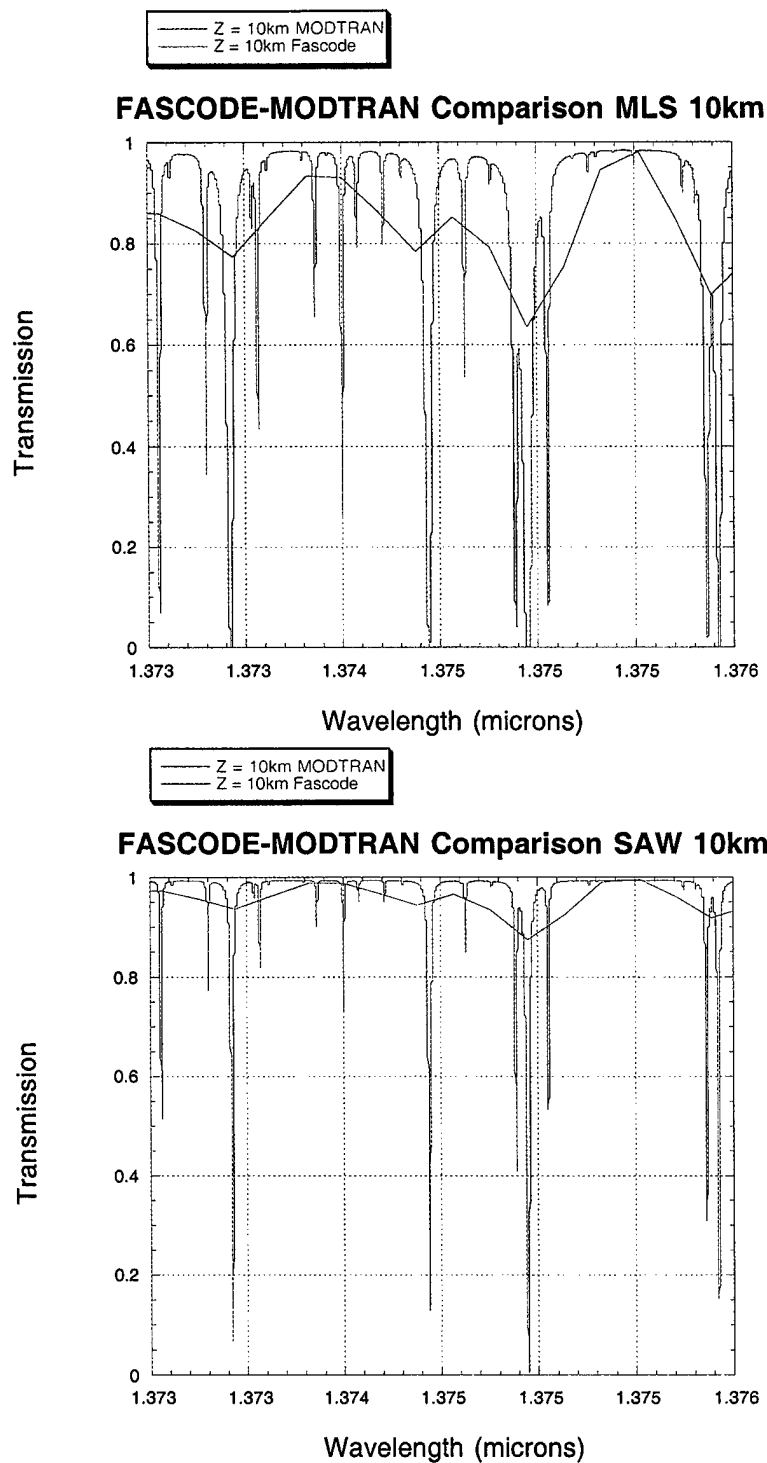 Z = 10km MODTRAN
Z = 10km Fascode
FASCODE-MODTRAN Comparison MLS 10km
1
0.8
0.6
0.4
0.2
0
Transmission
1.373 1.373 1.374 1.375 1.375 1.375 1.376
Wavelength (microns)
Z = 10km MODTRAN
Z = 10km Fascode
FASCODE-MODTRAN Comparison SAW 10km
1
0.8
0.6
0.4
0.2
0
Transmission
1.373 1.373 1.374 1.375 1.375 1.375 1.376
Wavelength (microns)